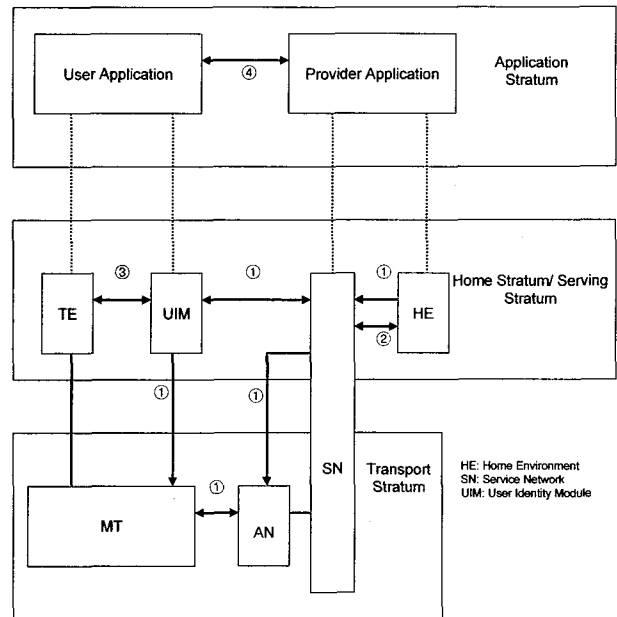 User Application
④
Provider Application
Application
Stratum
③
①
①
TE
UIM
HE
Home Stratum/ Serving
Stratum
②
①
①
SN
Transport
Stratum
①
MT
AN
HE: Home Environment
SN: Service Network
UIM: User Identity Module